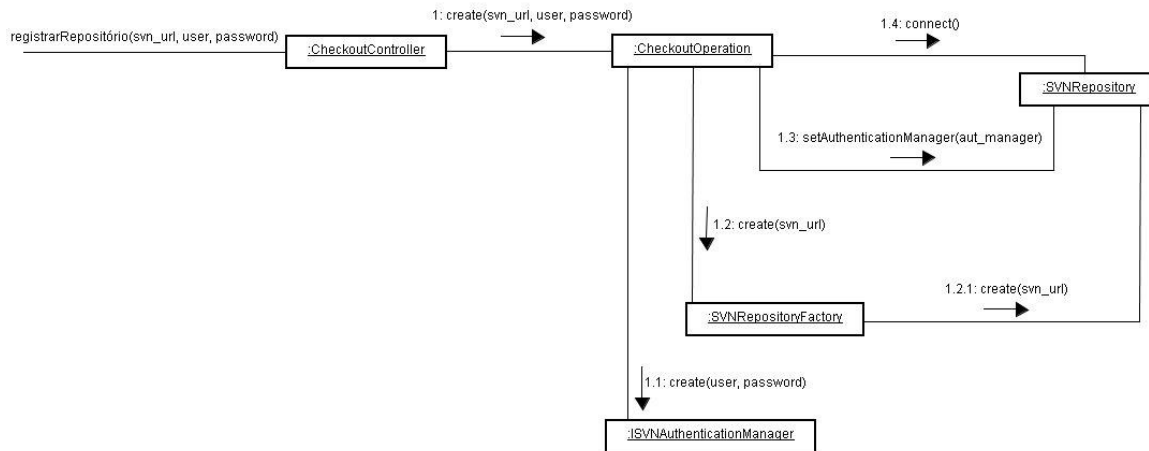 1: create(svn_url, user, password)
registrarRepositório(svn_url, user, password)
:CheckoutController
:CheckoutOperation
1.4: connect()
:SVNRepository
1.3: setAuthenticationManager(aut_manager)
1.2: create(svn_url)
1.2.1: create(svn_url)
:SVNRepositoryFactory
1.1: create(user, password)
:ISVNAuthenticationManager